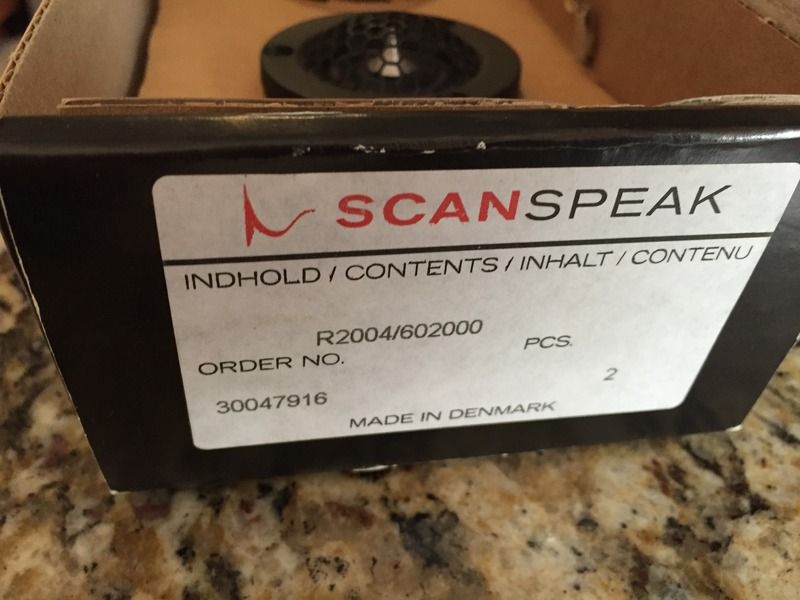 SCANSPEAK
INDHOLD / CONTENTS / INHALT / CONTENU
R2004/602000
PCS.
ORDER NO.
2
30047916
MADE IN DENMARK